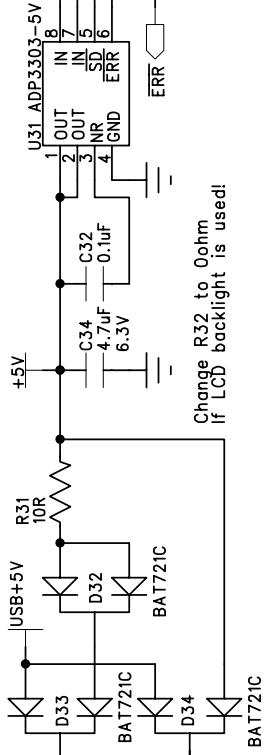 U31 ADP3303-5V
8
7
5
6
IN
IN
SD
ERR
OUT
OUT
NR
GND
1
2
3
4
ERR
C32
0.1uF
C34
4.7uF
6.3V
+5V
Change R32 to 0ohm
If LCD backlight is used!
R31
10R
D32
BAT721C
USB+5V
D33
BAT721C
D34
BAT721C